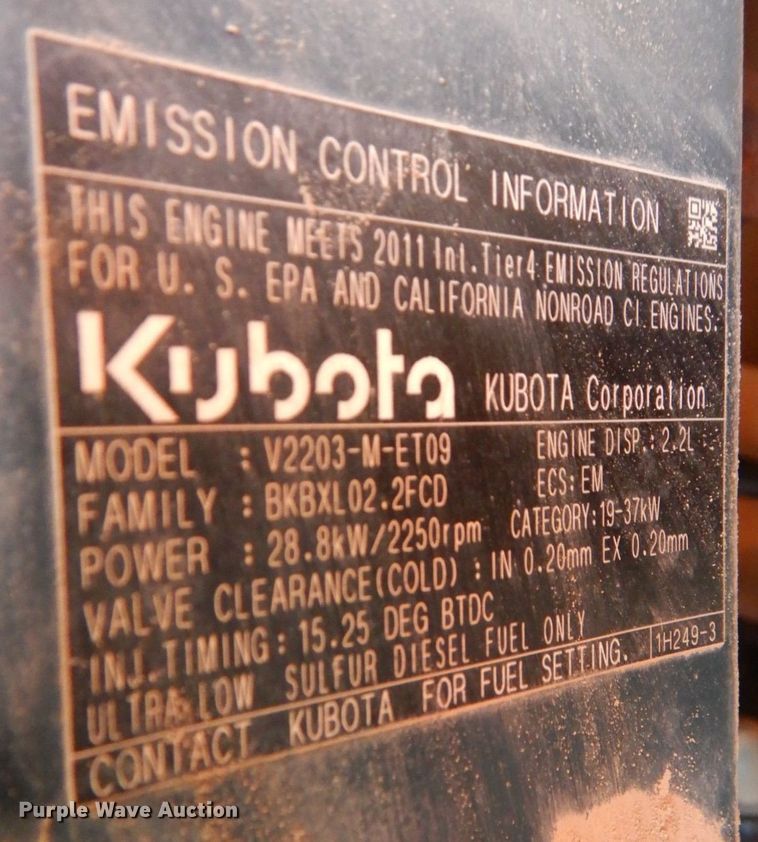 EMISSION CONTROL INFORMATION
THIS ENGINE MEETS 2011 Int.Tier4 EMISSION REGULATIONS
FOR U. S. EPA AND CALIFORNIA NONROAD CI ENGINES.
Kubota KUBOTA Corporation
MODEL : V2203-M-ET09 ENGINE DISP.: 2.2L
FAMILY : BKBXL02.2FCD ECS: EM
POWER : 28.8kW/2250rpm CATEGORY:19-37kW
VALVE CLEARANCE(COLD) : IN 0.20mm EX 0.20mm
INJ.TIMING: 15.25 DEG BTDC
ULTRA LOW SULFUR DIESEL FUEL ONLY
CONTACT KUBOTA FOR FUEL SETTING. 1H249-3
Purple Wave Auction